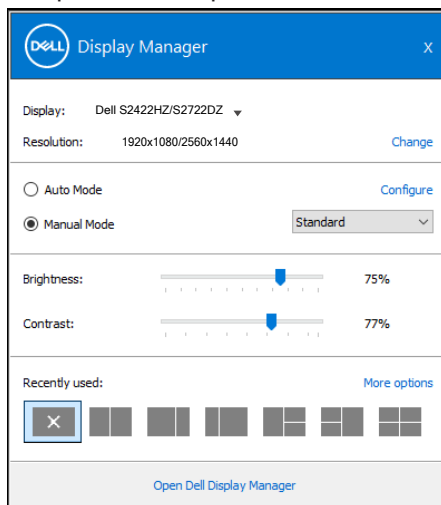 DELL Display Manager X
Display: Dell S2422HZ/S2722DZ
Resolution: 1920x1080/2560x1440 Change
Auto Mode Configure
Manual Mode Standard
Brightness: 75%
Contrast: 77%
Recently used: More options
Open Dell Display Manager